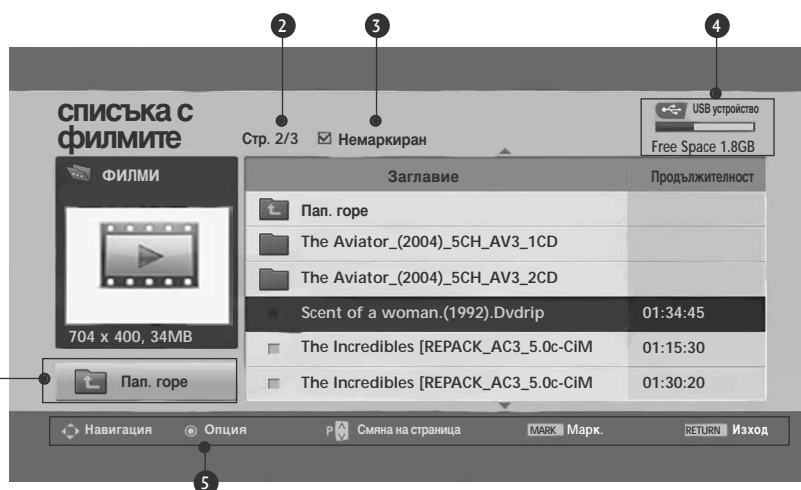 2 3 4
списъка с
филмите
Стр. 2/3 Немаркиран
USB устройство
Free Space 1.8GB
ФИЛМИ
704 x 400, 34MB
Пап. горе
Заглавие Продължителност
Пап. горе
The Aviator_(2004)_5CH_AV3_1CD
The Aviator_(2004)_5CH_AV3_2CD
Scent of a woman.(1992).Dvdrip 01:34:45
The Incredibles [REPACK_AC3_5.0c-CiM 01:15:30
The Incredibles [REPACK_AC3_5.0c-CiM 01:30:20
Навигация Опция P Смяна на страница MARK Марк. RETURN Изход
5